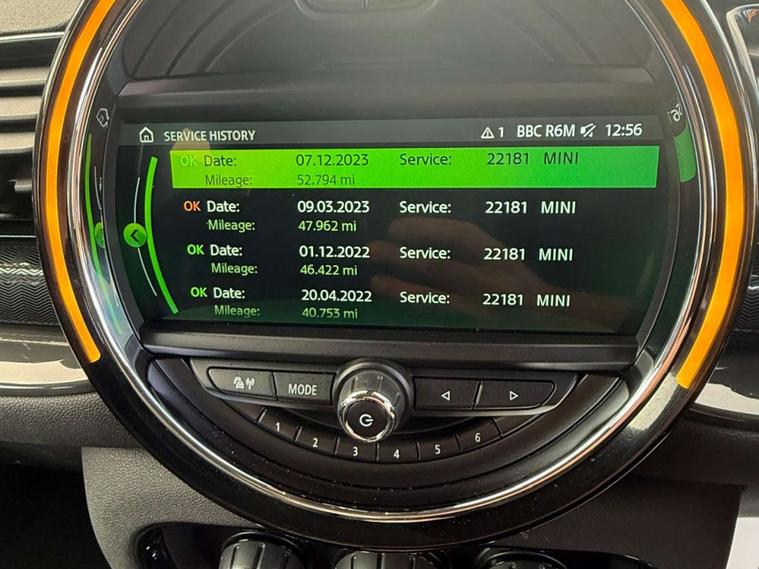 SERVICE HISTORY 1 BBC R6M 12:56
OK Date: 07.12.2023 Service: 22181 MINI
Mileage: 52.794 mi
OK Date: 09.03.2023 Service: 22181 MINI
Mileage: 47.962 mi
OK Date: 01.12.2022 Service: 22181 MINI
Mileage: 46.422 mi
OK Date: 20.04.2022 Service: 22181 MINI
Mileage: 40.753 mi
MODE
1 2 3 4 5 6